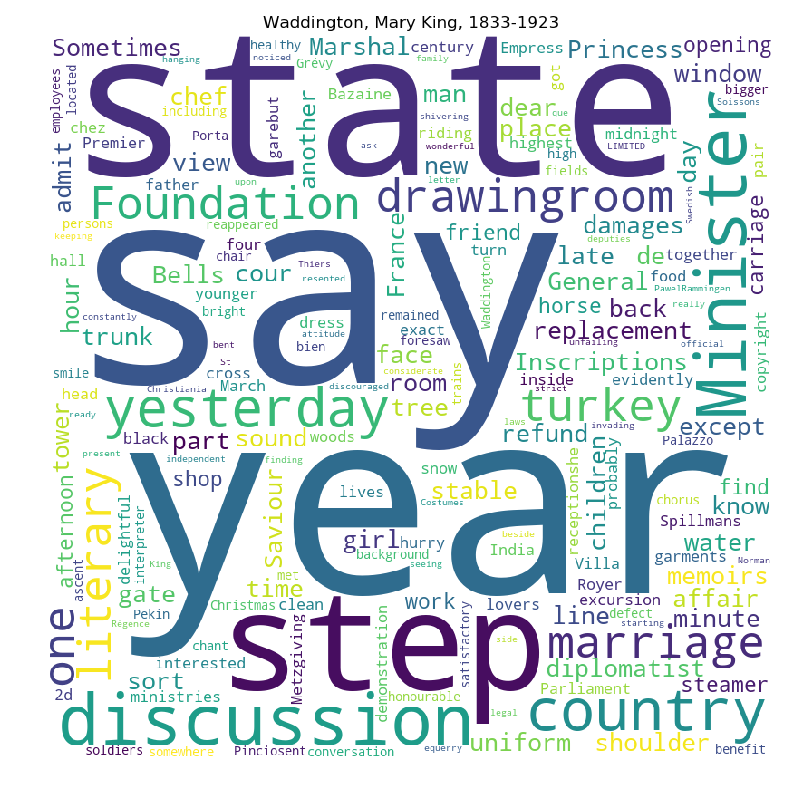 Waddington, Mary King, 1833-1923
Sometimes
healthy
Marshal
century
Empress
Princess
opening
hanging
noticed
Grévy
family
employees
located
chef
including
garebut
Bazaine
man
got
dear
window
bigger
Soissons
chez
Premier
Porta
another
shivering
riding
place
highest
midnight
due
LIMITED
state
admit
view
father
upon
ask
wonderful
new
high
fields
letter
day
pair
Swedish
Minister
Foundation
drawingroom
persons
keeping
reappeared
four
chair
Thiers
France
friend
turn
damages
deputies
hall
hour
Bells
cour
resented
late
de
together
carriage
say
younger
bright
General
food
PawelRammingen
Waddington
constantly
trunk
dress
attitude
bien
remained
exact
foresaw
horse
back
really
replacement
unfailing
official
copyright
smile
bent
St
cross
March
Christiania
face
considerate
discouraged
room
trains
Inscriptions
inside
strict
evidently
head
ready
yesterday
tree
turkey
laws
invading
except
tower
black
part
sound
woods
refund
Palazzo
present
independent
finding
literary
shop
year
snow
lives
stable
Costumes
chorus
find
know
afternoon
delightful
interpreter
Saviour
girl
hurry
background
seeing
India
beside
receptionshe
children
probably
Spillmans
water
garments
Norman
ascent
King
met
Villa
memoirs
one
gate
Pekin
Régence
Christmas
time
clean
work
lovers
Royer
excursion
affair
defect
starting
line
minute
chant
interested
Metzgiving
step
demonstration
satisfactory
side
marriage
sort
2d
ministries
honourable
legal
diplomatist
Parliament
steamer
discussion
country
soldiers
somewhere
Pinciosent
conversation
equerry
uniform
shoulder
benefit